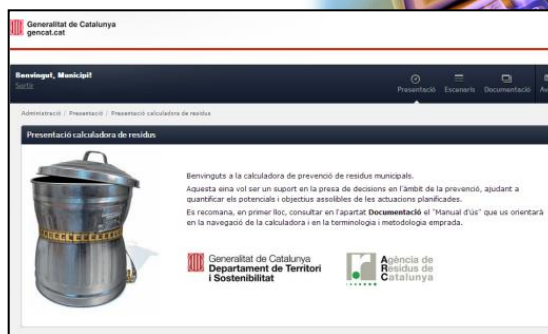 Generalitat de Catalunya
gencat.cat
Benvingut, Municipi!
Sortir
Presentació Escenaris Documentació
Administració / Presentació / Presentació calculadora de residus
Presentació calculadora de residus
Benvinguts a la calculadora de prevenció de residus municipals.
Aquesta eina vol ser un suport en la presa de decisions en l'àmbit de la prevenció, ajudant a
quantificar els potencials i objectius assolibles de les actuacions planificades.
Es recomana, en primer lloc, consultar en l'apartat Documentació el "Manual d'ús" que us orientarà
en la navegació de la calculadora i en la terminologia i metodologia emprada.
Generalitat de Catalunya
Departament de Territori
i Sostenibilitat
Agència de
Residus de
Catalunya